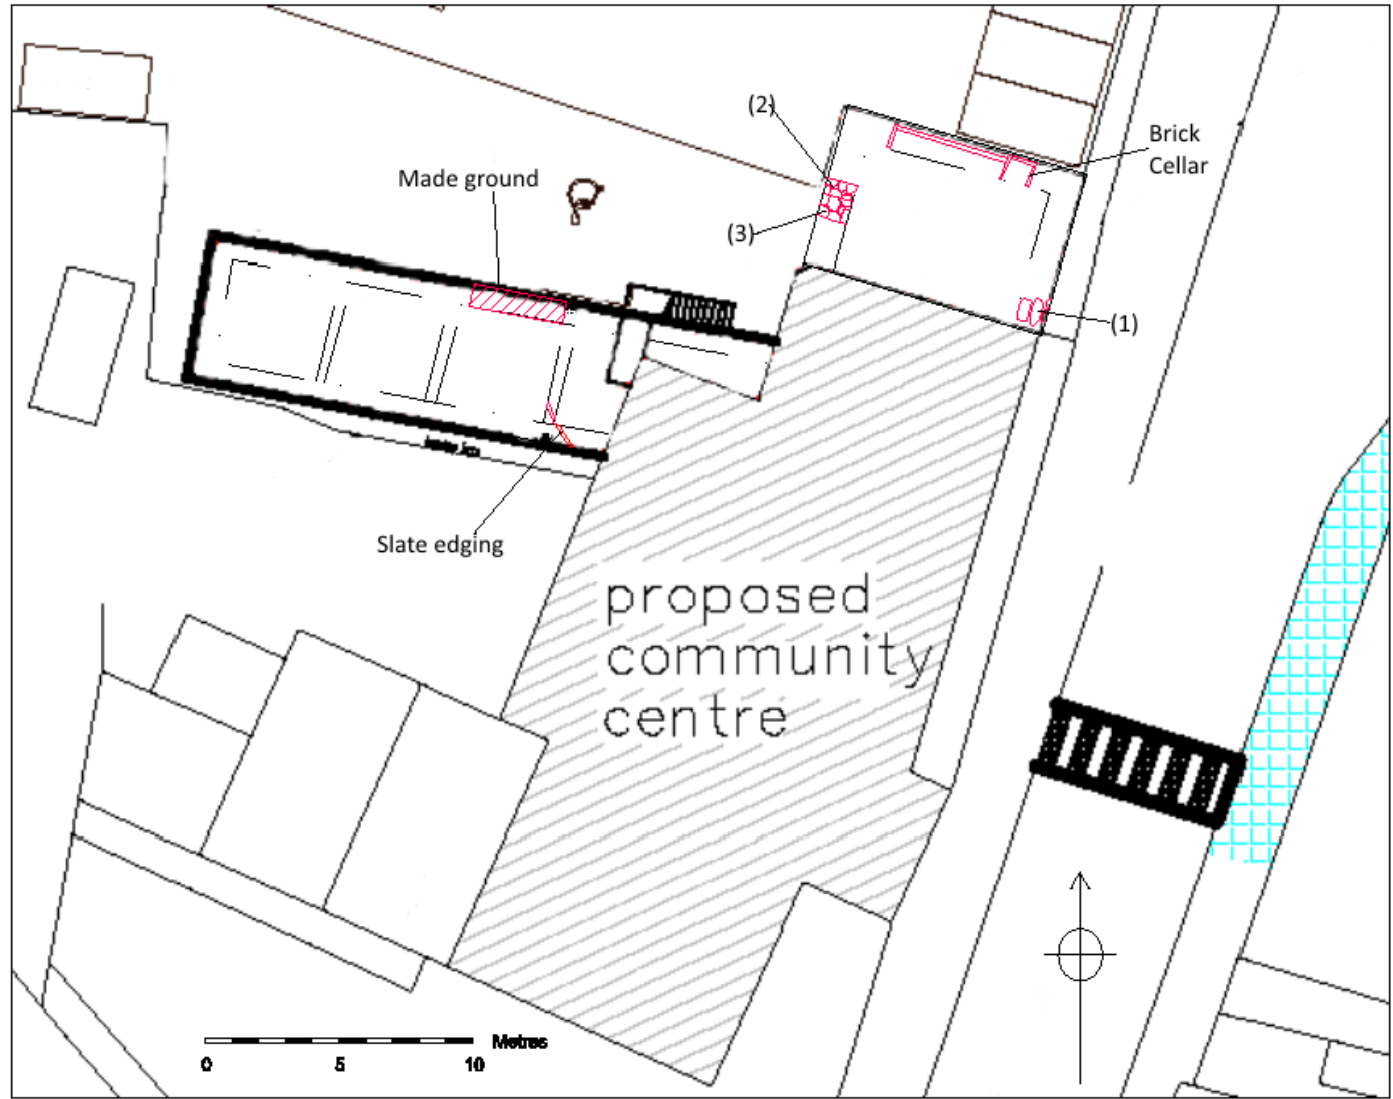 (2)
Brick
Cellar
Made ground
(3)
(1)
Slate edging
proposed
community
centre
Metres
0 5 10